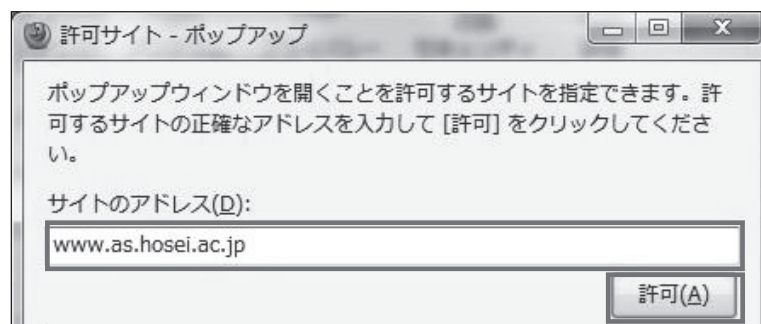 許可サイト - ポップアップ
ポップアップウィンドウを開くことを許可するサイトを指定できます。許
可するサイトの正確なアドレスを入力して [許可] をクリックしてくださ
い。
サイトのアドレス(D):
www.as.hosei.ac.jp
許可(A)